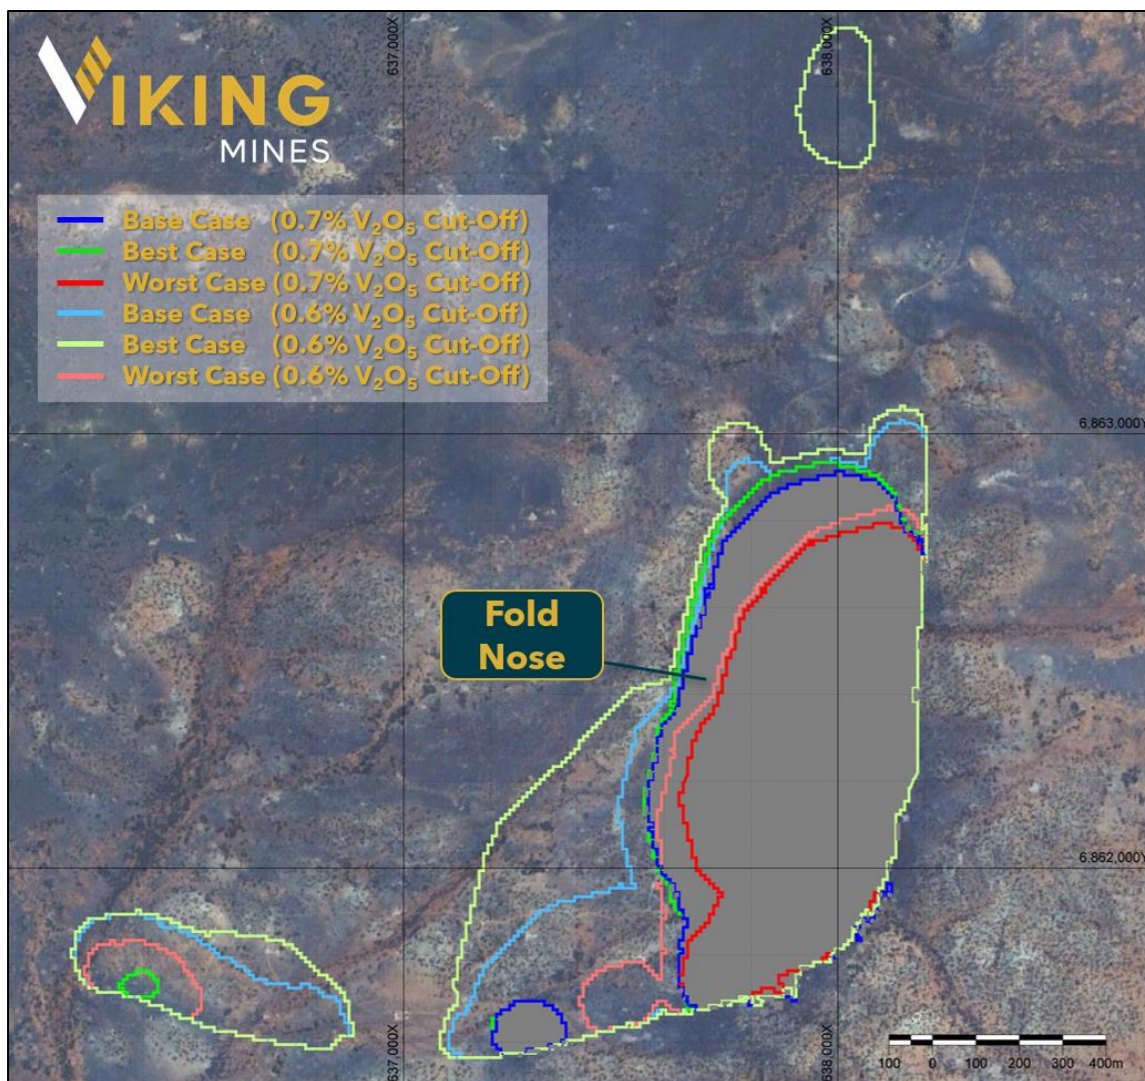 637,000X
638,000X
VIKING
MINES
Base Case (0.7% V₂O₅ Cut-Off)
Best Case (0.7% V₂O₅ Cut-Off)
Worst Case (0.7% V₂O₅ Cut-Off)
Base Case (0.6% V₂O₅ Cut-Off)
Best Case (0.6% V₂O₅ Cut-Off)
Worst Case (0.6% V₂O₅ Cut-Off)
6,863,000Y
Fold
Nose
6,862,000Y
637,000X
638,000X
100 0 100 200 300 400m